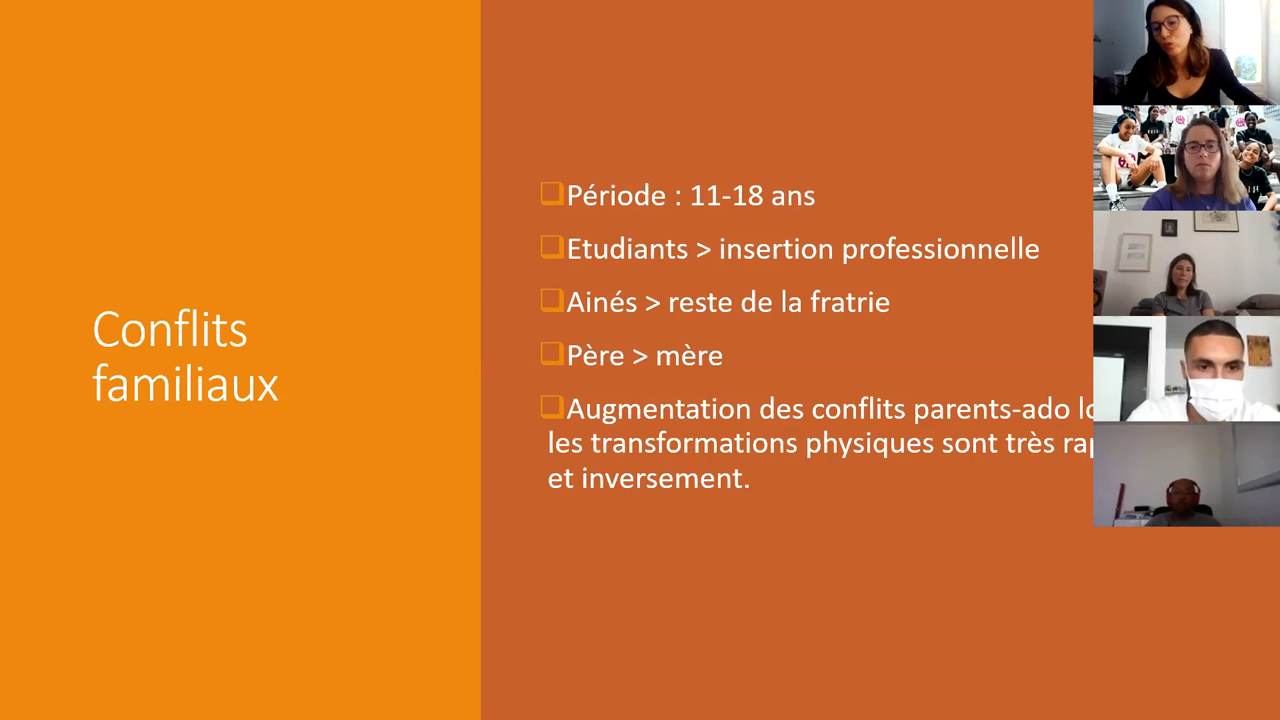 Conflits
familiaux
Période : 11-18 ans
Etudiants > insertion professionnelle
Ainés > reste de la fratrie
Père > mère
Augmentation des conflits parents-ado
les transformations physiques sont très
et inversement.